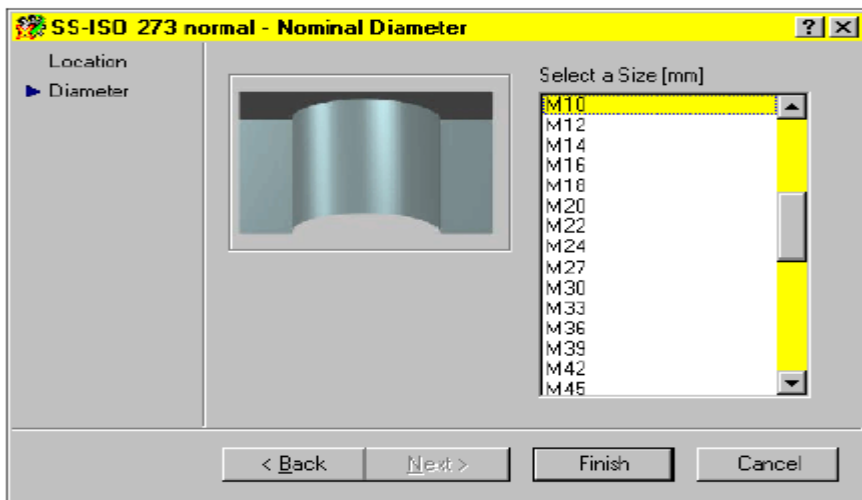 SS-ISO 273 normal - Nominal Diameter
Location
Diameter
Select a Size [mm]
M10
M12
M14
M16
M18
M20
M22
M24
M27
M30
M33
M36
M39
M42
M45
< Back
Next >
Finish
Cancel